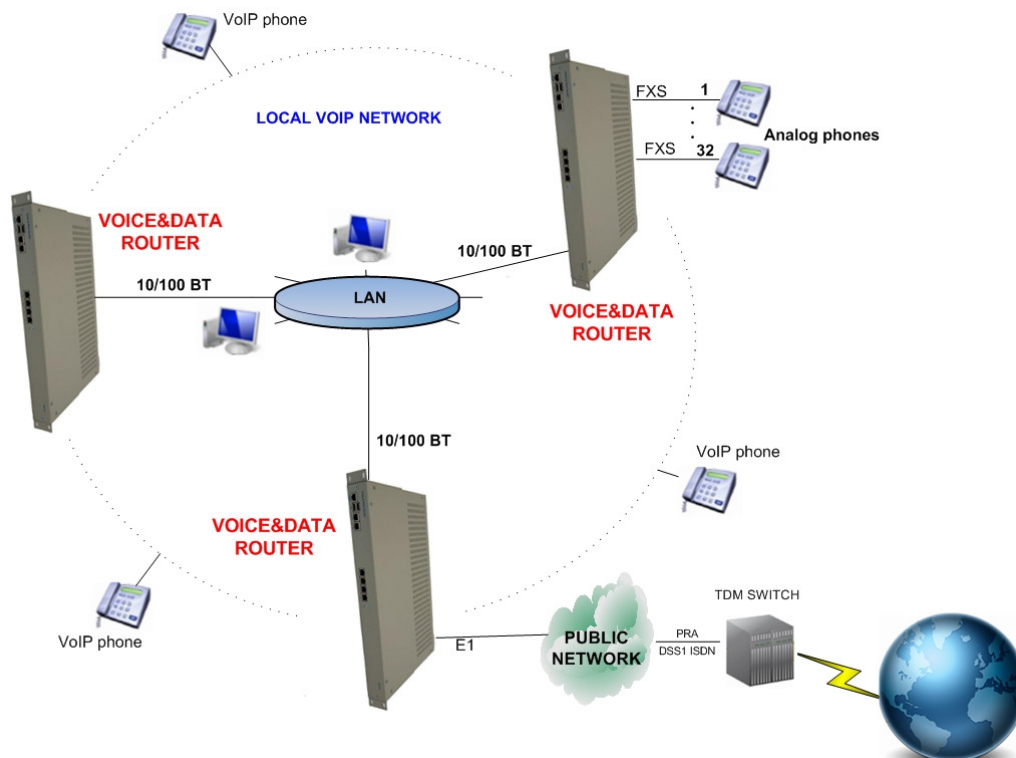 VoIP phone
LOCAL VOIP NETWORK
FXS 1
Analog phones
FXS 32
VOICE&DATA
ROUTER
10/100 BT
10/100 BT
LAN
VOICE&DATA
ROUTER
10/100 BT
VoIP phone
VOICE&DATA
ROUTER
VoIP phone
E1
PUBLIC
NETWORK
PRA
DSS1 ISDN
TDM SWITCH